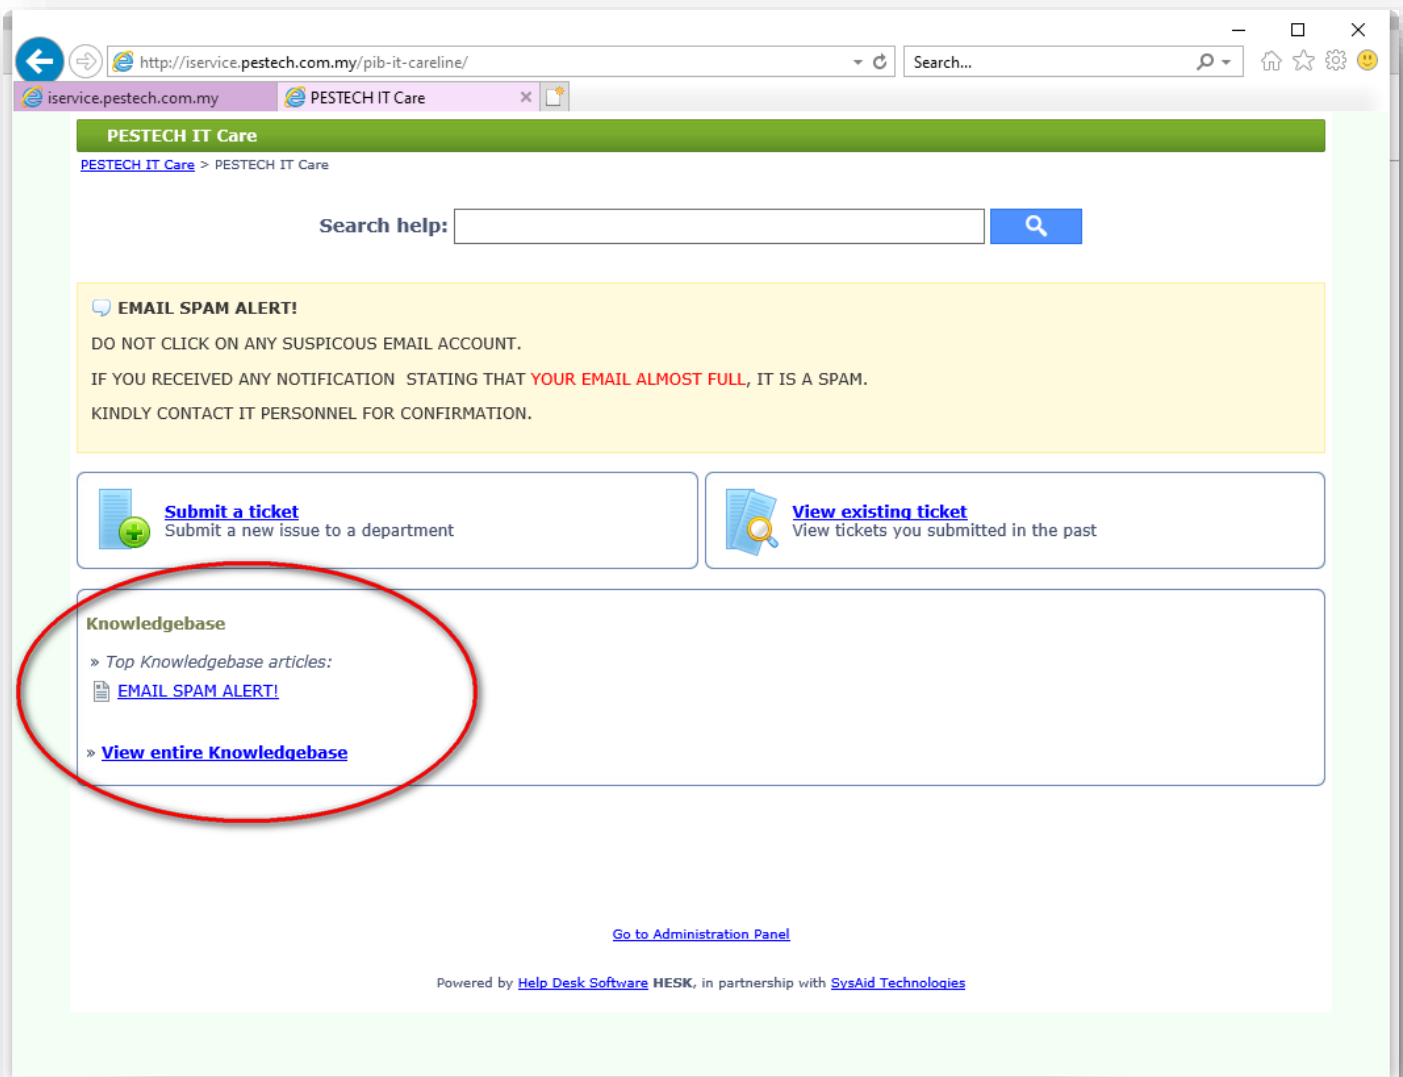 http://iservice.pestech.com.my/pib-it-careline/
Search...
iservice.pestech.com.my
PESTECH IT Care
PESTECH IT Care
PESTECH IT Care > PESTECH IT Care
Search help:
EMAIL SPAM ALERT!
DO NOT CLICK ON ANY SUSPICOUS EMAIL ACCOUNT.
IF YOU RECEIVED ANY NOTIFICATION  STATING THAT YOUR EMAIL ALMOST FULL, IT IS A SPAM.
KINDLY CONTACT IT PERSONNEL FOR CONFIRMATION.
Submit a ticket
Submit a new issue to a department
View existing ticket
View tickets you submitted in the past
Knowledgebase
» Top Knowledgebase articles:
EMAIL SPAM ALERT!
» View entire Knowledgebase
Go to Administration Panel
Powered by Help Desk Software HESK, in partnership with SysAid Technologies